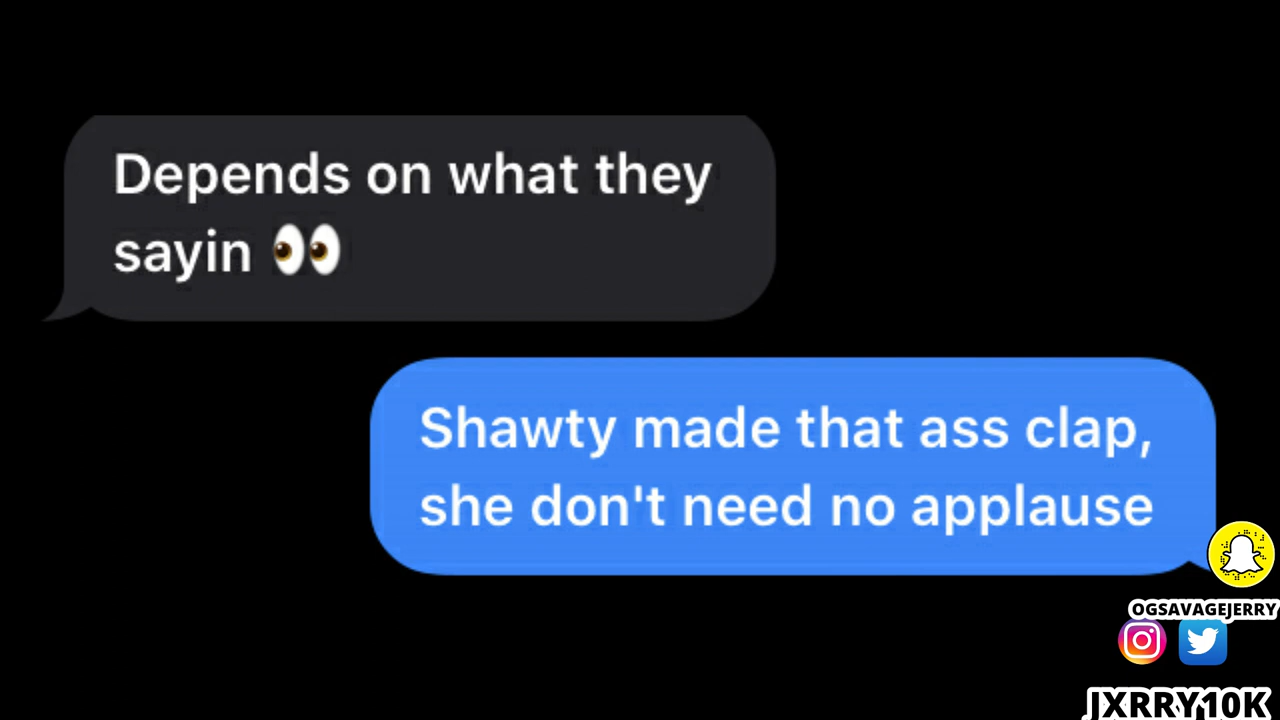 Depends on what they
sayin 👀
Shawty made that ass clap,
she don't need no applause
OGSAVAGEJERRY
JXRRY10K